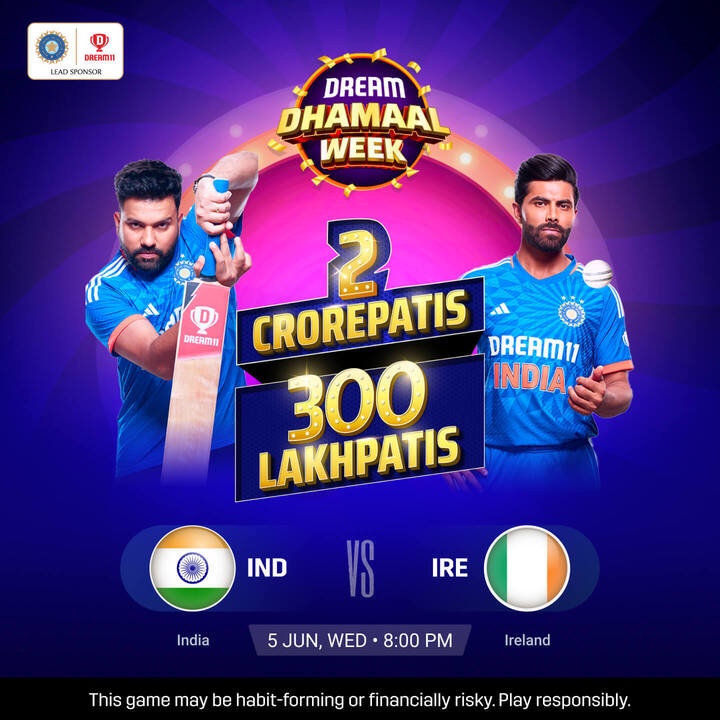 DREAM11
LEAD SPONSOR
DREAM
DHAMAAL
WEEK
2
CROREPATIS
300
LAKHPATIS
DREAM11
DREAM11
INDIA
IND
VS
IRE
India
5 JUN, WED • 8:00 PM
Ireland
This game may be habit-forming or financially risky. Play responsibly.